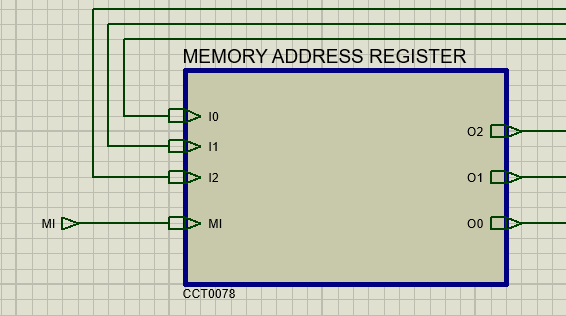 MEMORY ADDRESS REGISTER
I0
I1
O2
I2
O1
MI
MI
O0
CCT0078